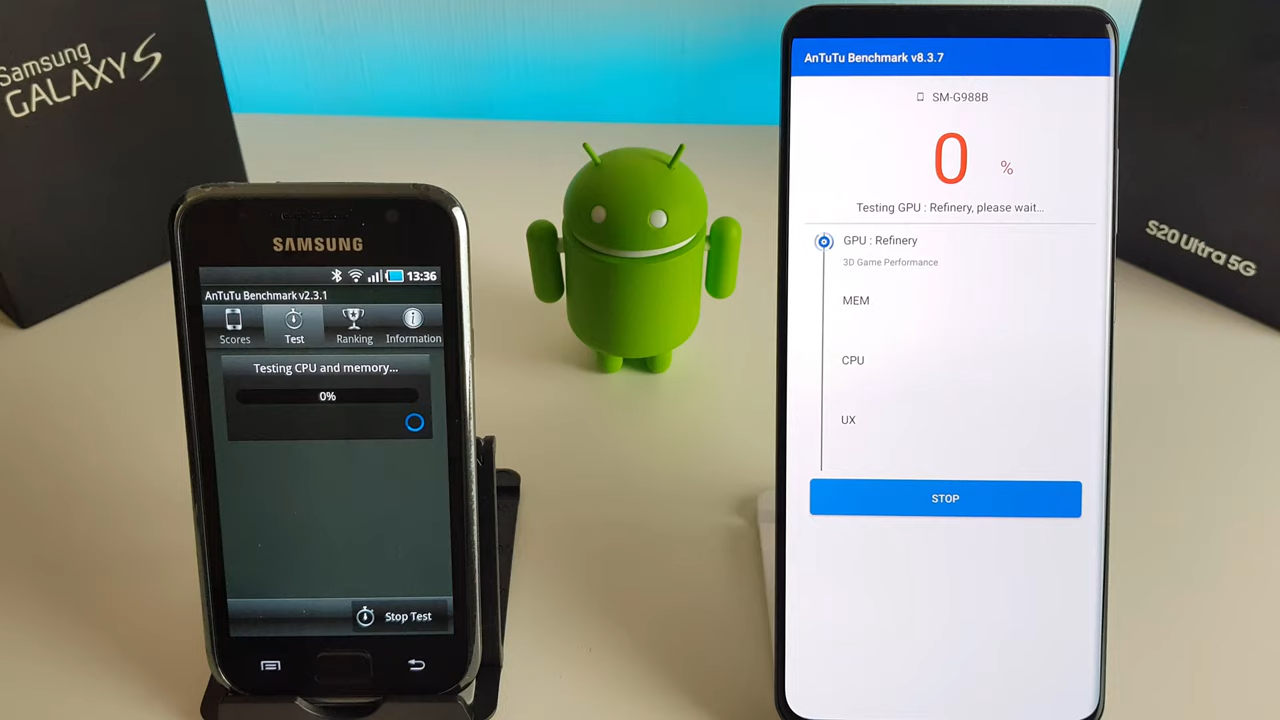 Samsung
GALAXY S
SAMSUNG
13:36
AnTuTu Benchmark v2.3.1
Scores
Test
Ranking
Information
Testing CPU and memory...
0%
Stop Test
AnTuTu Benchmark v8.3.7
SM-G988B
0 %
Testing GPU : Refinery, please wait...
GPU : Refinery
3D Game Performance
MEM
CPU
UX
STOP
S20 Ultra 5G